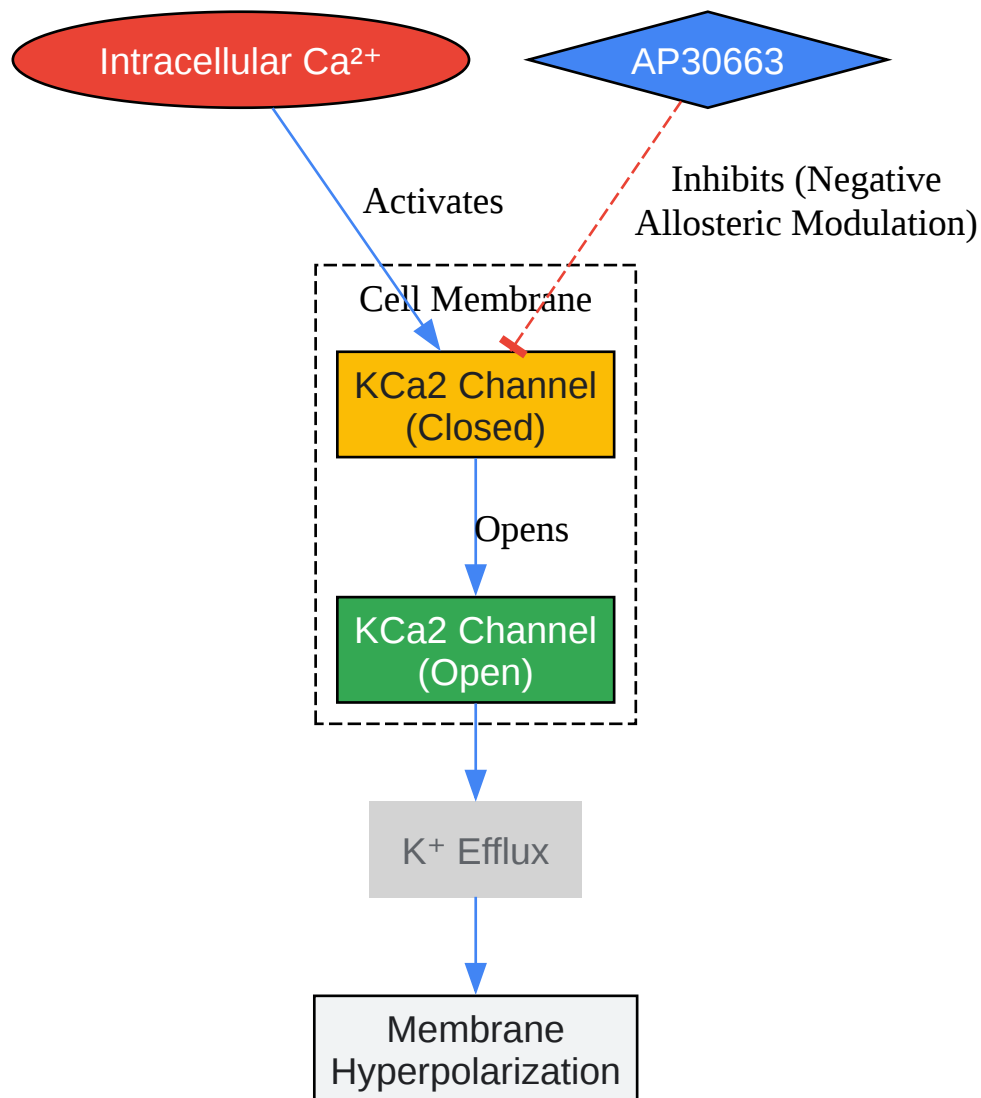 Intracellular Ca²⁺
AP30663
Activates
Inhibits (Negative
Allosteric Modulation)
Cell Membrane
KCa2 Channel
(Closed)
Opens
KCa2 Channel
(Open)
K⁺ Efflux
Membrane
Hyperpolarization